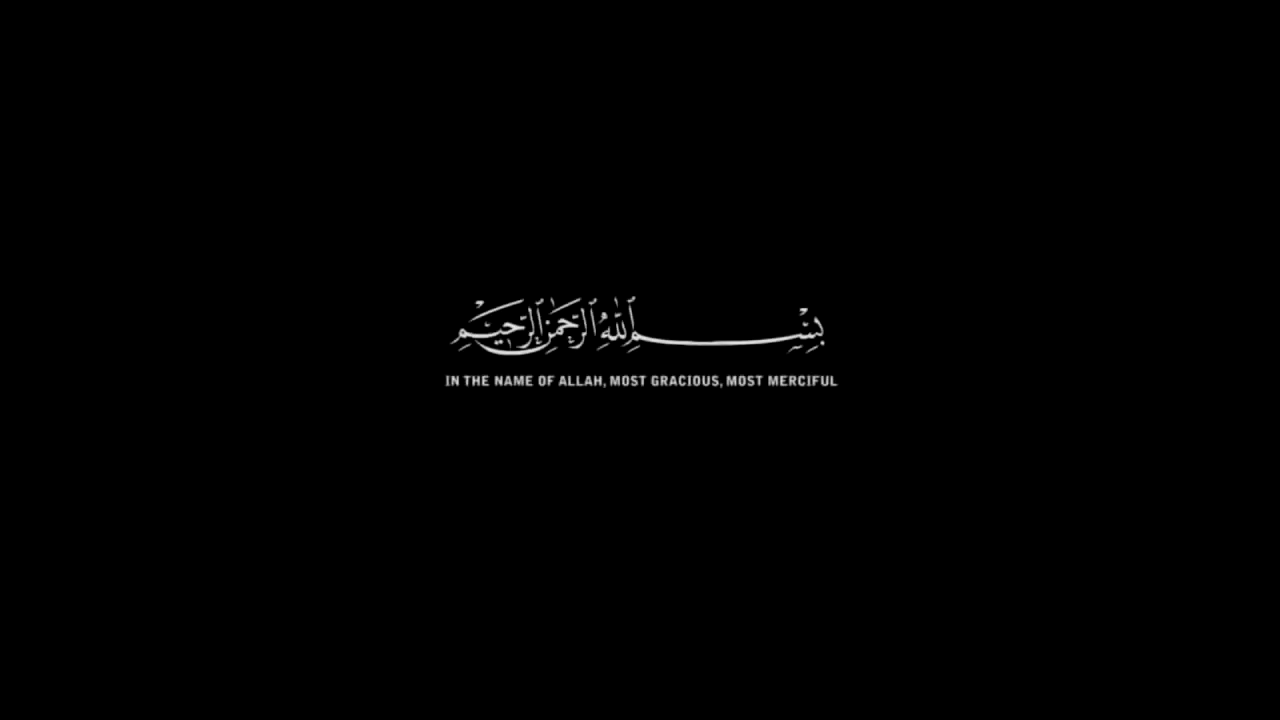 بِسْمِ اللَّهِ الرَّحْمَٰنِ الرَّحِيمِ
IN THE NAME OF ALLAH, MOST GRACIOUS, MOST MERCIFUL